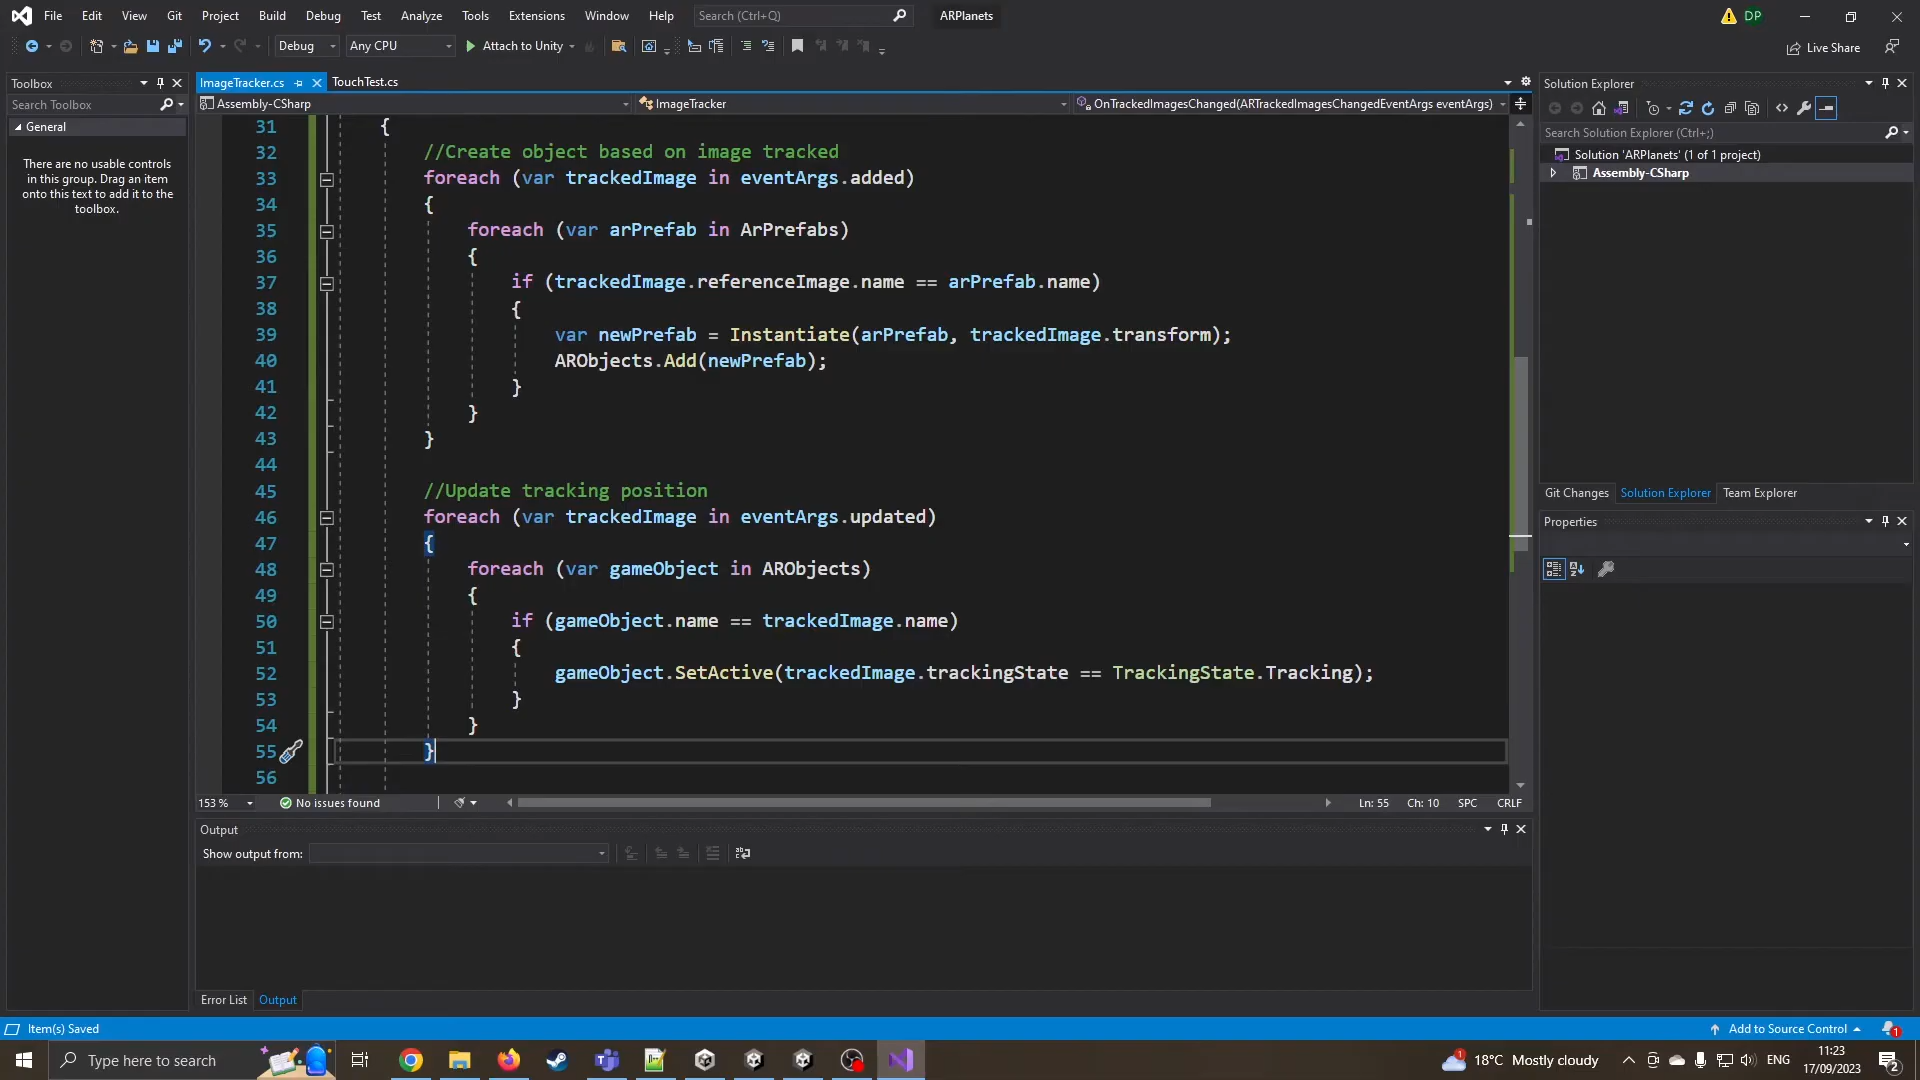 File Edit View Git Project Build Debug Test Analyze Tools Extensions Window Help Search (Ctrl+Q) ARPlanets DP
Debug Any CPU Attach to Unity Live Share
Toolbox
Search Toolbox
General
There are no usable controls
in this group. Drag an item
onto this text to add it to the
toolbox.
ImageTracker.cs TouchTest.cs
Assembly-CSharp ImageTracker OnTrackedImagesChanged(ARTrackedImagesChangedEventArgs eventArgs)
31 {
32 //Create object based on image tracked
33 foreach (var trackedImage in eventArgs.added)
34 {
35 foreach (var arPrefab in ArPrefabs)
36 {
37 if (trackedImage.referenceImage.name == arPrefab.name)
38 {
39 var newPrefab = Instantiate(arPrefab, trackedImage.transform);
40 ARObjects.Add(newPrefab);
41 }
42 }
43 }
44
45 //Update tracking position
46 foreach (var trackedImage in eventArgs.updated)
47 {
48 foreach (var gameObject in ARObjects)
49 {
50 if (gameObject.name == trackedImage.name)
51 {
52 gameObject.SetActive(trackedImage.trackingState == TrackingState.Tracking);
53 }
54 }
55 }
56
153 % No issues found Ln: 55 Ch: 10 SPC CRLF
Output
Show output from:
Error List Output
Solution Explorer
Search Solution Explorer (Ctrl+;)
Solution 'ARPlanets' (1 of 1 project)
Assembly-CSharp
Git Changes Solution Explorer Team Explorer
Properties
Item(s) Saved Add to Source Control 1
Type here to search 1 18°C Mostly cloudy ENG 11:23
17/09/2023 2